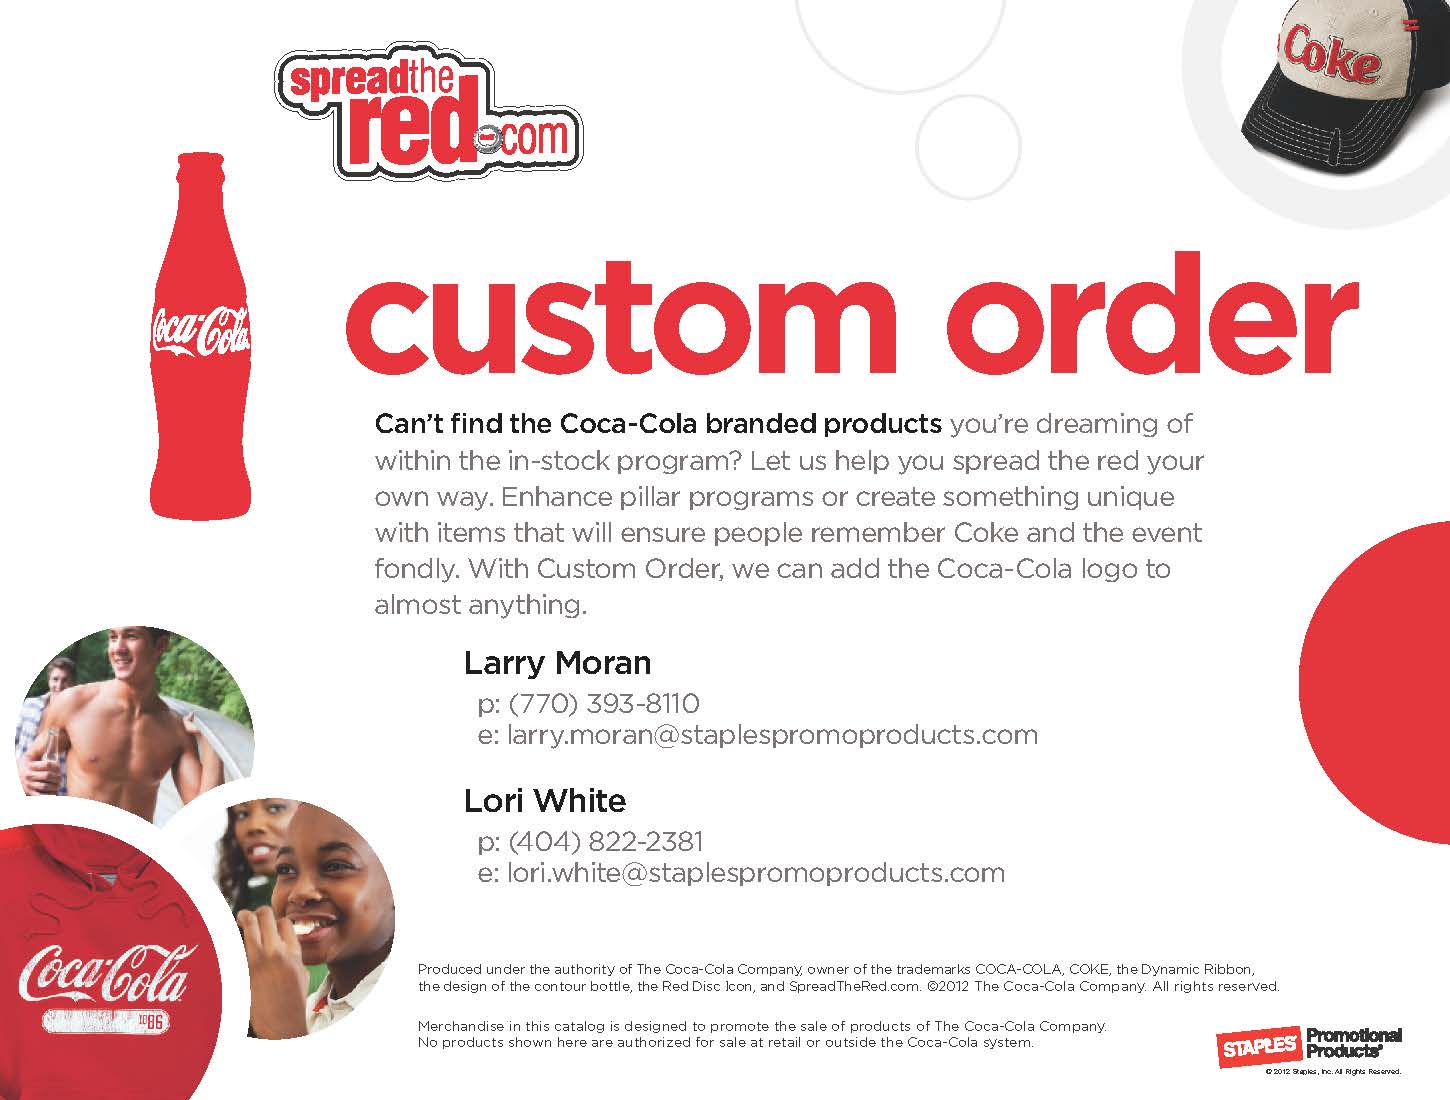 spreadthe
red.com
Coke
Coca-Cola
custom order
Can't find the Coca-Cola branded products you're dreaming of
within the in-stock program? Let us help you spread the red your
own way. Enhance pillar programs or create something unique
with items that will ensure people remember Coke and the event
fondly. With Custom Order, we can add the Coca-Cola logo to
almost anything.
Larry Moran
p: (770) 393-8110
e: larry.moran@staplespromoproducts.com
Lori White
p: (404) 822-2381
e: lori.white@staplespromoproducts.com
Coca-Cola
1886
Produced under the authority of The Coca-Cola Company, owner of the trademarks COCA-COLA, COKE, the Dynamic Ribbon,
the design of the contour bottle, the Red Disc Icon, and SpreadTheRed.com. ©2012 The Coca-Cola Company. All rights reserved.
Merchandise in this catalog is designed to promote the sale of products of The Coca-Cola Company.
No products shown here are authorized for sale at retail or outside the Coca-Cola system.
STAPLES Promotional
Products®
© 2012 Staples, Inc. All Rights Reserved.